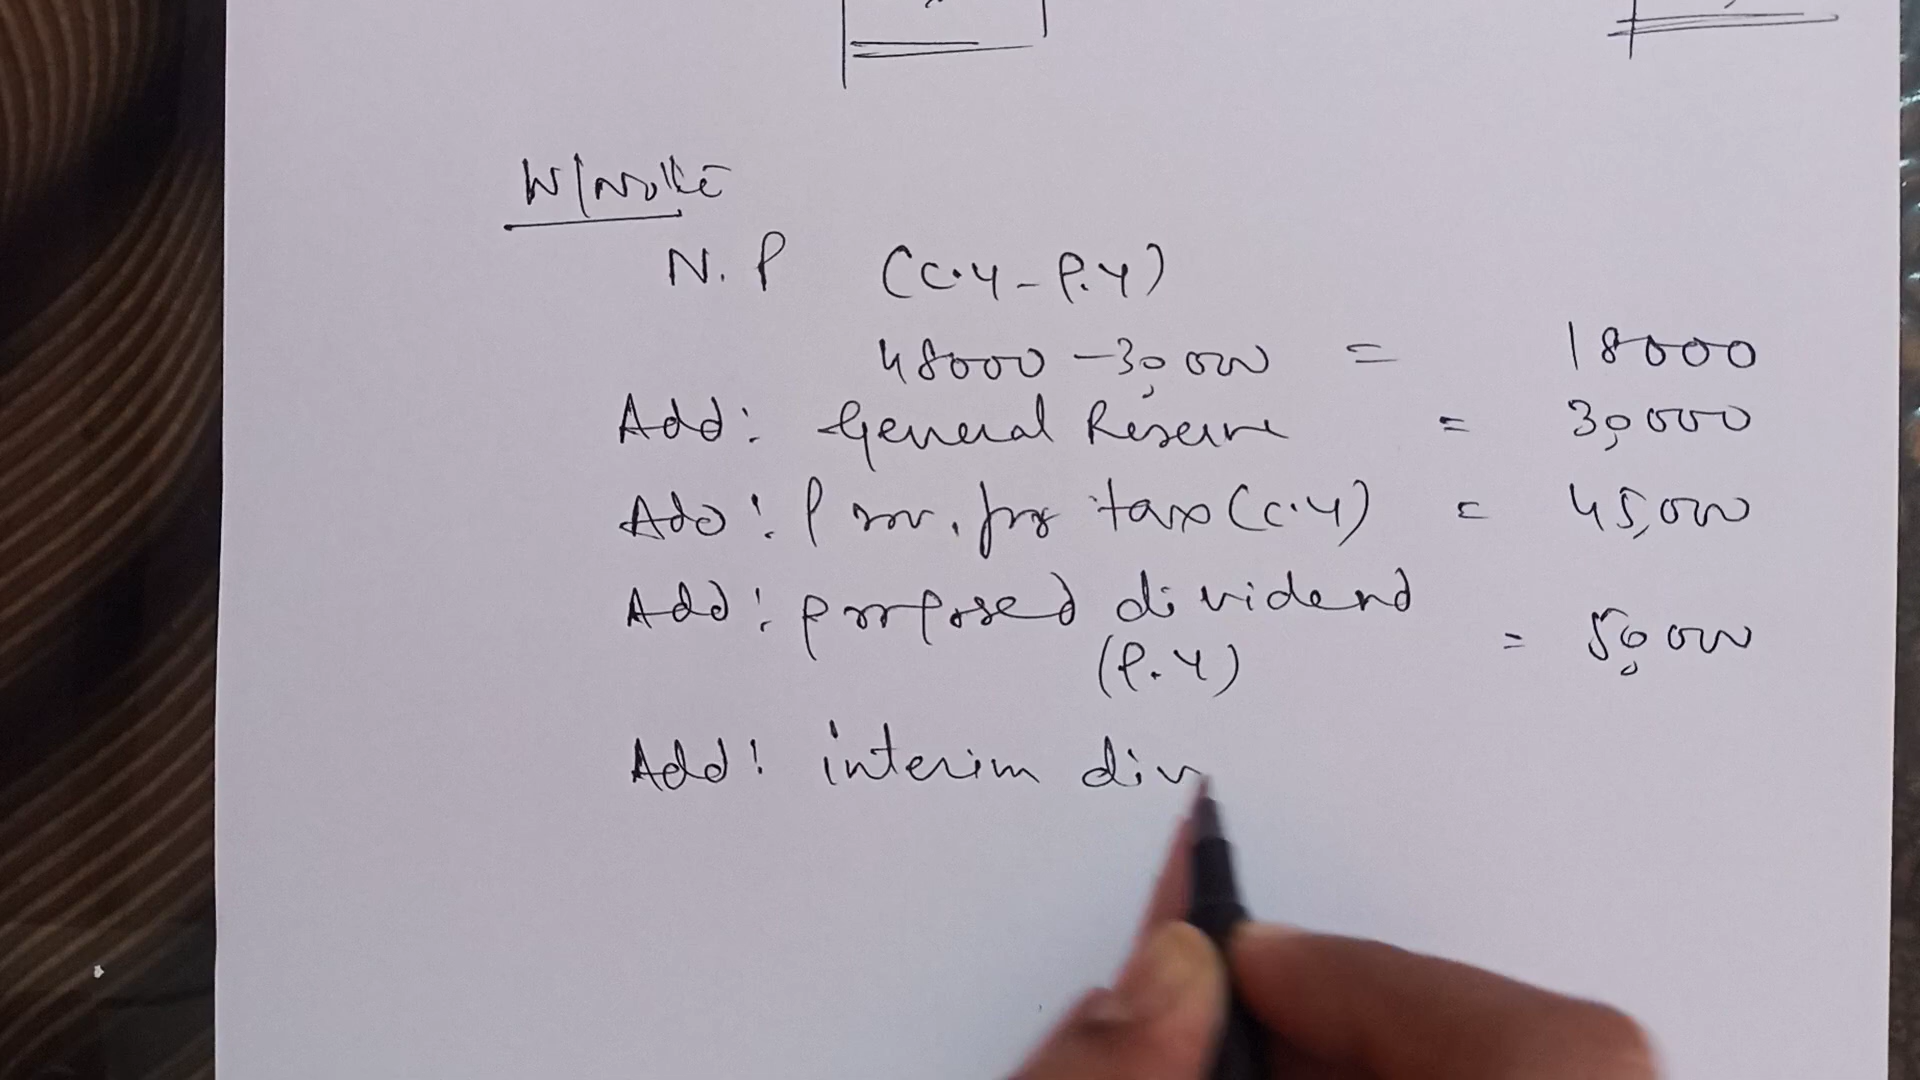 W/Note
N.P (C.Y - P.Y)
48000 - 30,000 = 18000
Add: General Reserve = 30,000
Add: Prov. for tax (C.Y) = 45,000
Add: proposed dividend
(P.Y) = 50,000
Add: interim div